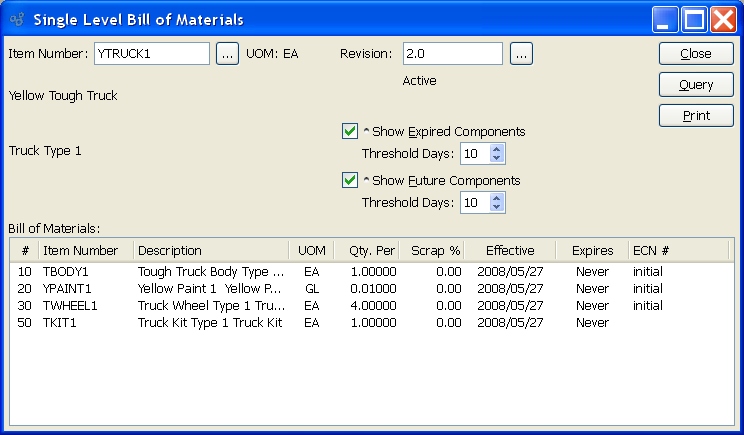 Single Level Bill of Materials
Item Number: YTRUCK1 ... UOM: EA Revision: 2.0 ... Close
Active
Query
Yellow Tough Truck
Print
^ Show Expired Components
Threshold Days: 10
Truck Type 1
^ Show Future Components
Threshold Days: 10
Bill of Materials:
# Item Number Description UOM Qty. Per Scrap % Effective Expires ECN #
10 TBODY1 Tough Truck Body Type ... EA 1.00000 0.00 2008/05/27 Never initial
20 YPAINT1 Yellow Paint 1 Yellow P... GL 0.01000 0.00 2008/05/27 Never initial
30 TWHEEL1 Truck Wheel Type 1 Tru... EA 4.00000 0.00 2008/05/27 Never initial
50 TKIT1 Truck Kit Type 1 Truck Kit EA 1.00000 0.00 2008/05/27 Never